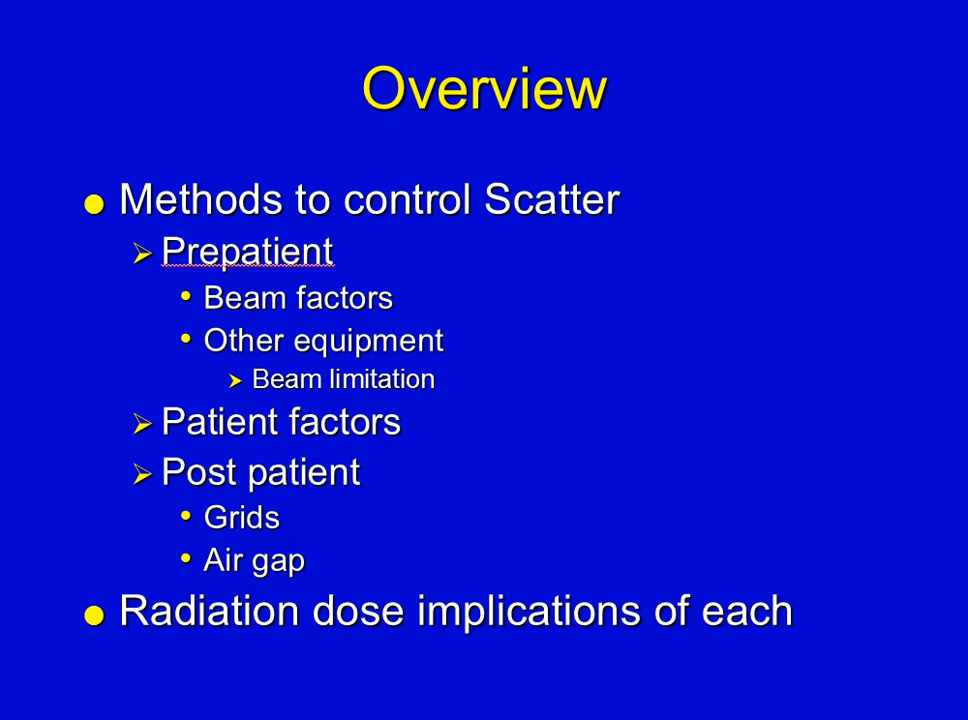 Overview
Methods to control Scatter
Prepatient
Beam factors
Other equipment
Beam limitation
Patient factors
Post patient
Grids
Air gap
Radiation dose implications of each